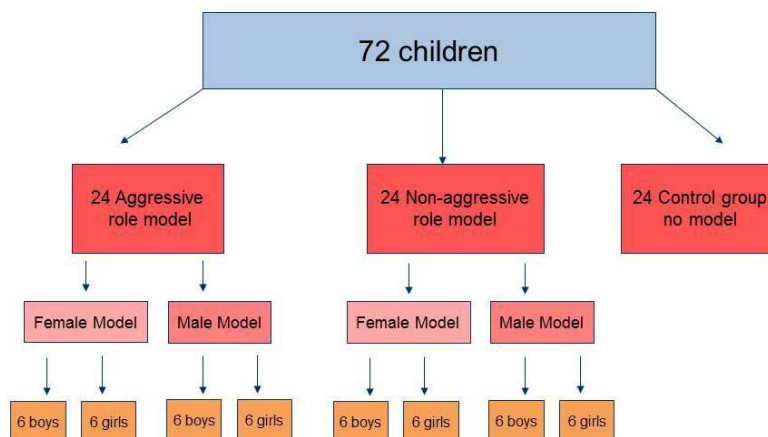 72 children
24 Aggressive
role model
24 Non-aggressive
role model
24 Control group
no model
Female Model
Male Model
Female Model
Male Model
6 boys
6 girls
6 boys
6 girls
6 boys
6 girls
6 boys
6 girls